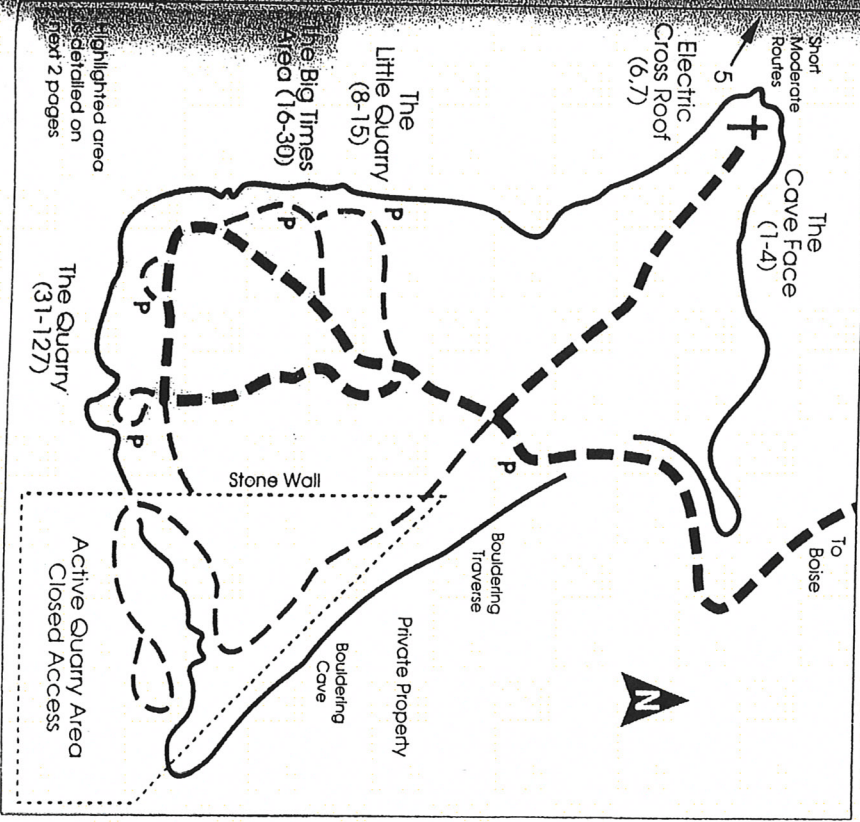 Short
Moderate
Routes
5
Electric
Cross Roof
(6,7)
The
Cave Face
(1-4)
The
Little Quarry
(8-15)
The Big Times
Area (16-30)
Highlighted area
is detailed on
next 2 pages
P
P
P
P
P
The Quarry
(31-127)
To
Boise
Stone Wall
Bouldering
Traverse
Private Property
Bouldering
Cave
Active Quarry Area
Closed Access
N